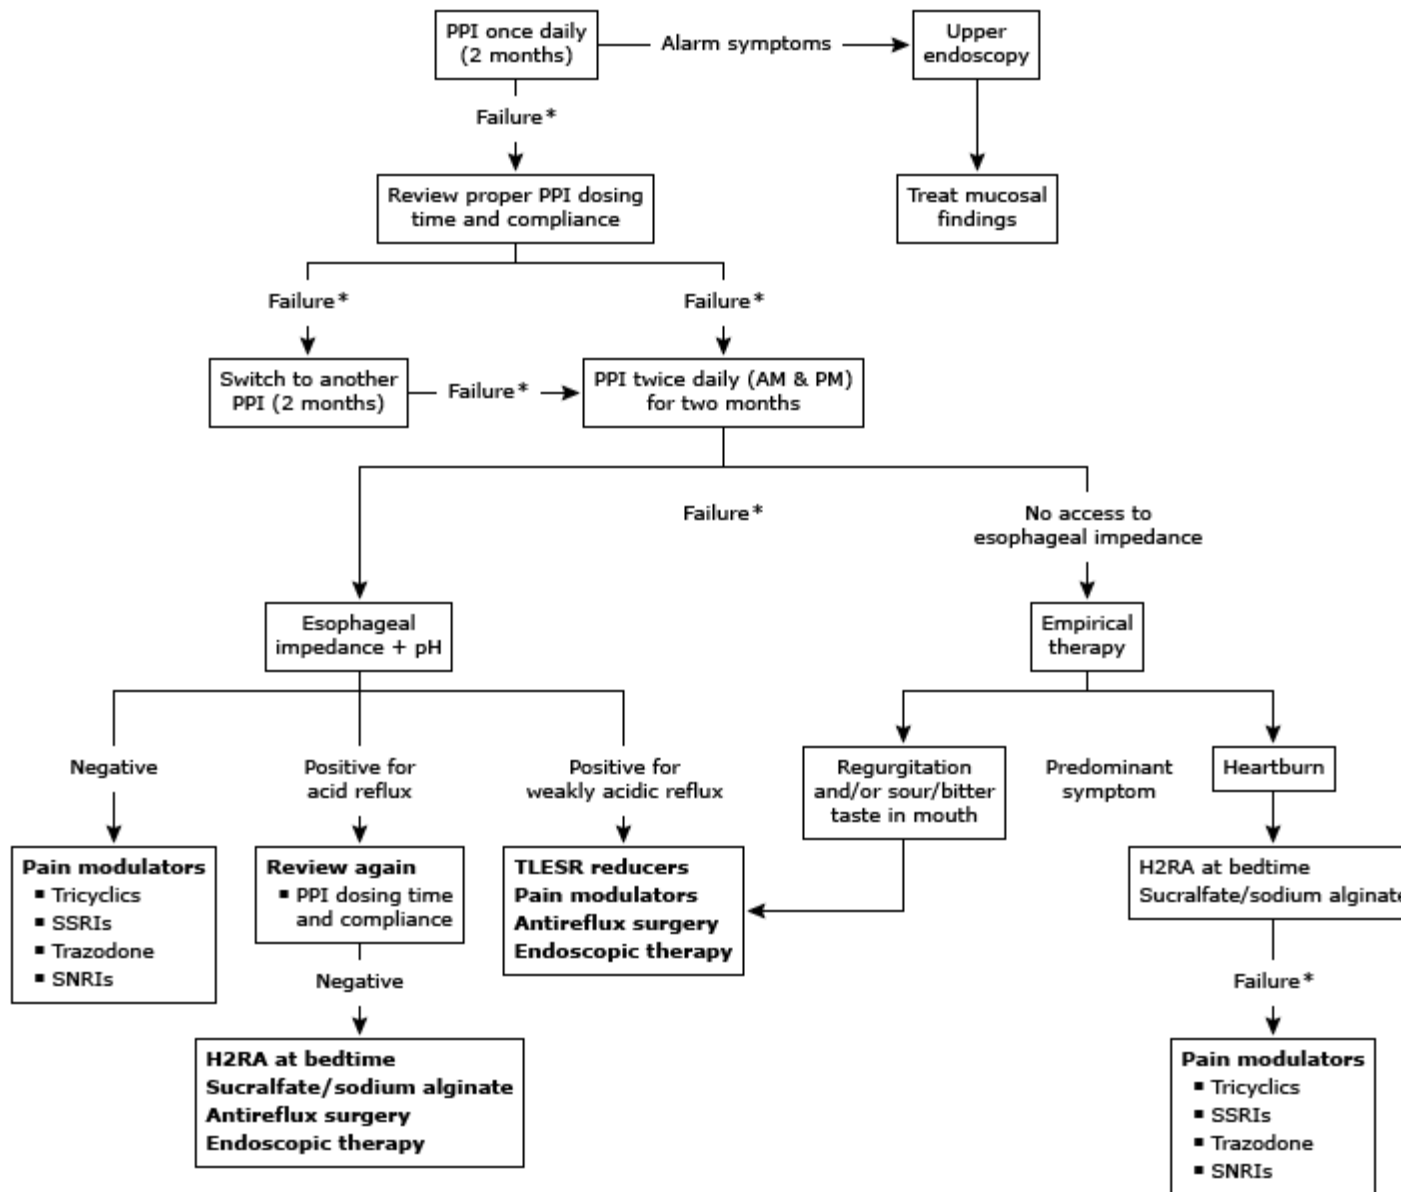 PPI once daily
(2 months)
Alarm symptoms
Upper
endoscopy
Failure*
Treat mucosal
findings
Review proper PPI dosing
time and compliance
Failure*
Failure*
Switch to another
PPI (2 months)
Failure*
PPI twice daily (AM & PM)
for two months
Failure*
No access to
esophageal impedance
Esophageal
impedance + pH
Empirical
therapy
Negative
Positive for
acid reflux
Positive for
weakly acidic reflux
Regurgitation
and/or sour/bitter
taste in mouth
Predominant
symptom
Heartburn
Pain modulators
▪ Tricyclics
▪ SSRIs
▪ Trazodone
▪ SNRIs
Review again
▪ PPI dosing time
and compliance
TLESR reducers
Pain modulators
Antireflux surgery
Endoscopic therapy
H2RA at bedtime
Sucralfate/sodium alginate
Negative
Failure*
H2RA at bedtime
Sucralfate/sodium alginate
Antireflux surgery
Endoscopic therapy
Pain modulators
▪ Tricyclics
▪ SSRIs
▪ Trazodone
▪ SNRIs